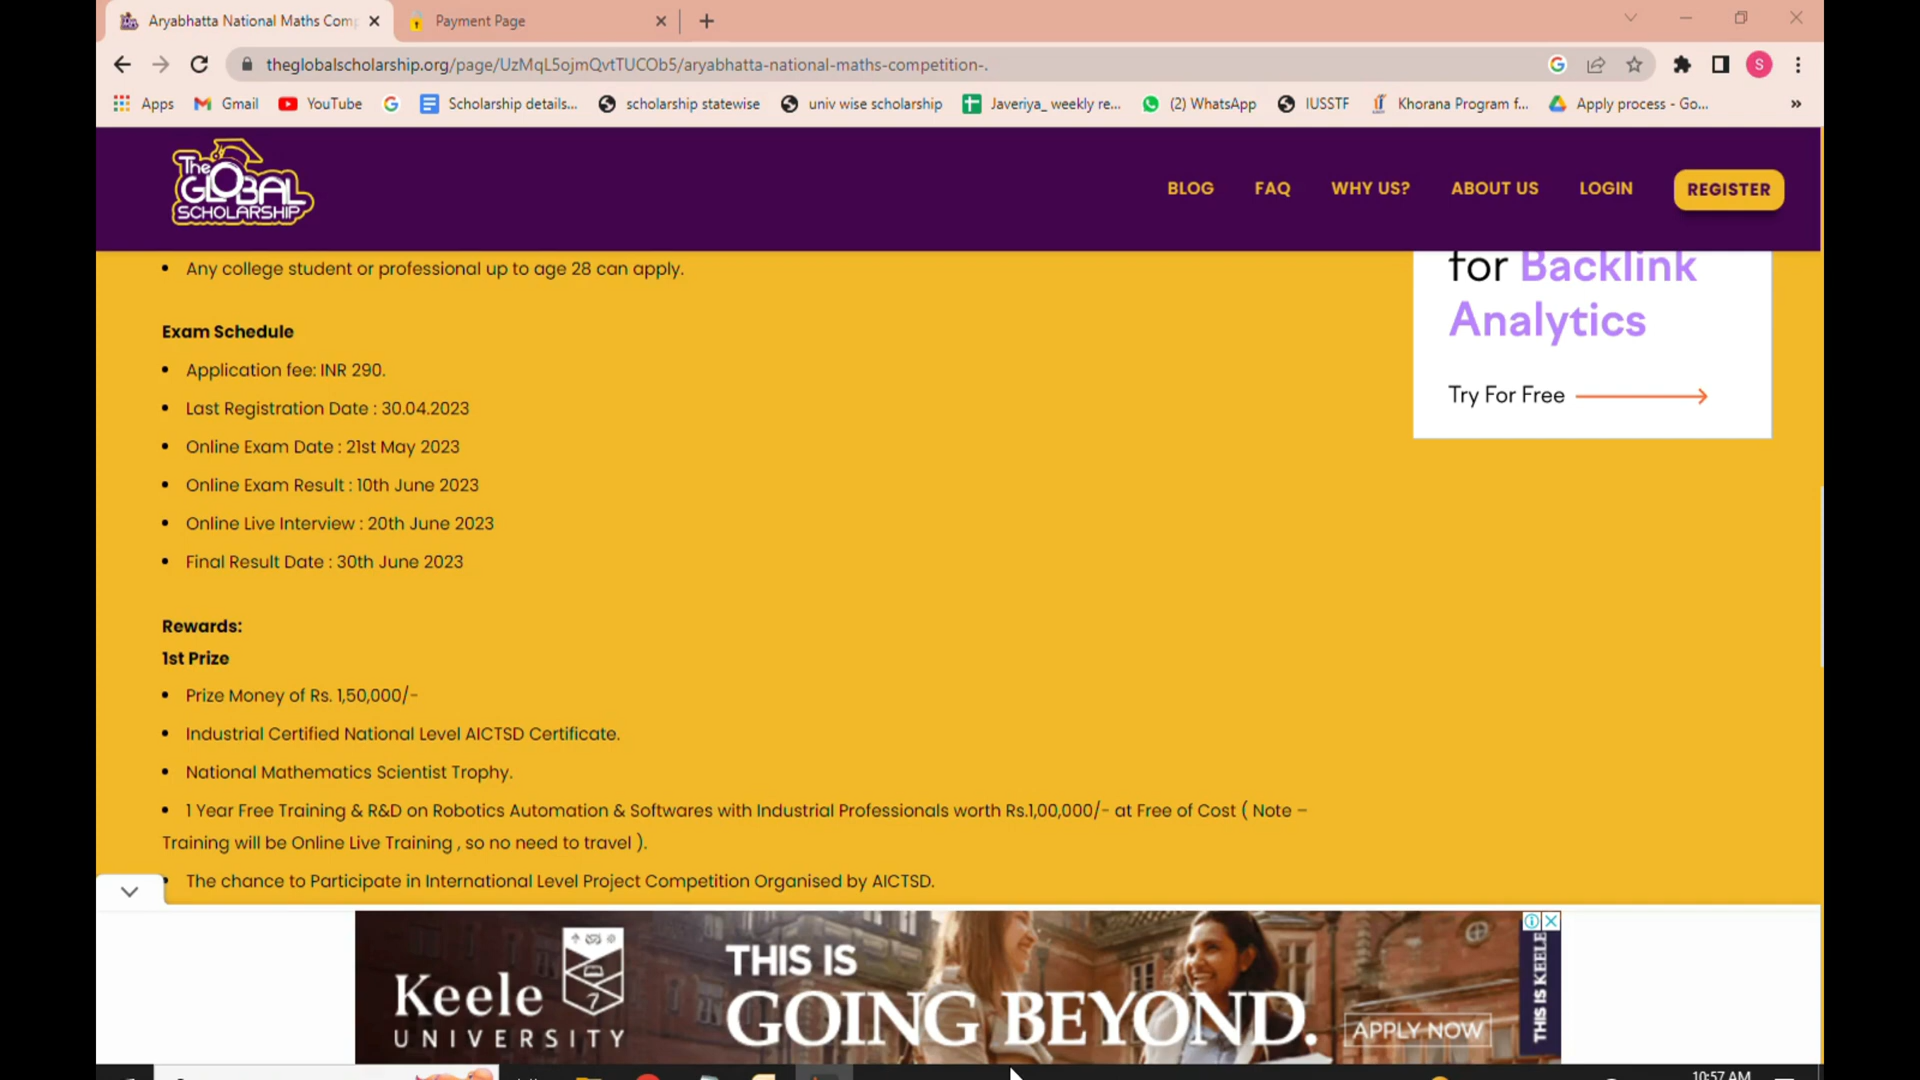 Aryabhatta National Maths Comp
Payment Page
theglobalscholarship.org/page/UzMqL5ojmQvtTUCOb5/aryabhatta-national-maths-competition-.
S
Apps
Gmail
YouTube
Scholarship details...
scholarship statewise
univ wise scholarship
Javeriya_ weekly re...
(2) WhatsApp
IUSSTF
Khorana Program f...
Apply process - Go...
»
The
GLOBAL
SCHOLARSHIP
BLOG
FAQ
WHY US?
ABOUT US
LOGIN
REGISTER
• Any college student or professional up to age 28 can apply.
Exam Schedule
• Application fee: INR 290.
• Last Registration Date : 30.04.2023
• Online Exam Date : 21st May 2023
• Online Exam Result : 10th June 2023
• Online Live Interview : 20th June 2023
• Final Result Date : 30th June 2023
for Backlink
Analytics
Try For Free
Rewards:
1st Prize
• Prize Money of Rs. 1,50,000/-
• Industrial Certified National Level AICTSD Certificate.
• National Mathematics Scientist Trophy.
• 1 Year Free Training & R&D on Robotics Automation & Softwares with Industrial Professionals worth Rs.1,00,000/- at Free of Cost ( Note –
Training will be Online Live Training , so no need to travel ).
• The chance to Participate in International Level Project Competition Organised by AICTSD.
Keele
UNIVERSITY
THIS IS
GOING BEYOND.
APPLY NOW
THIS IS KEELE
10:57 AM